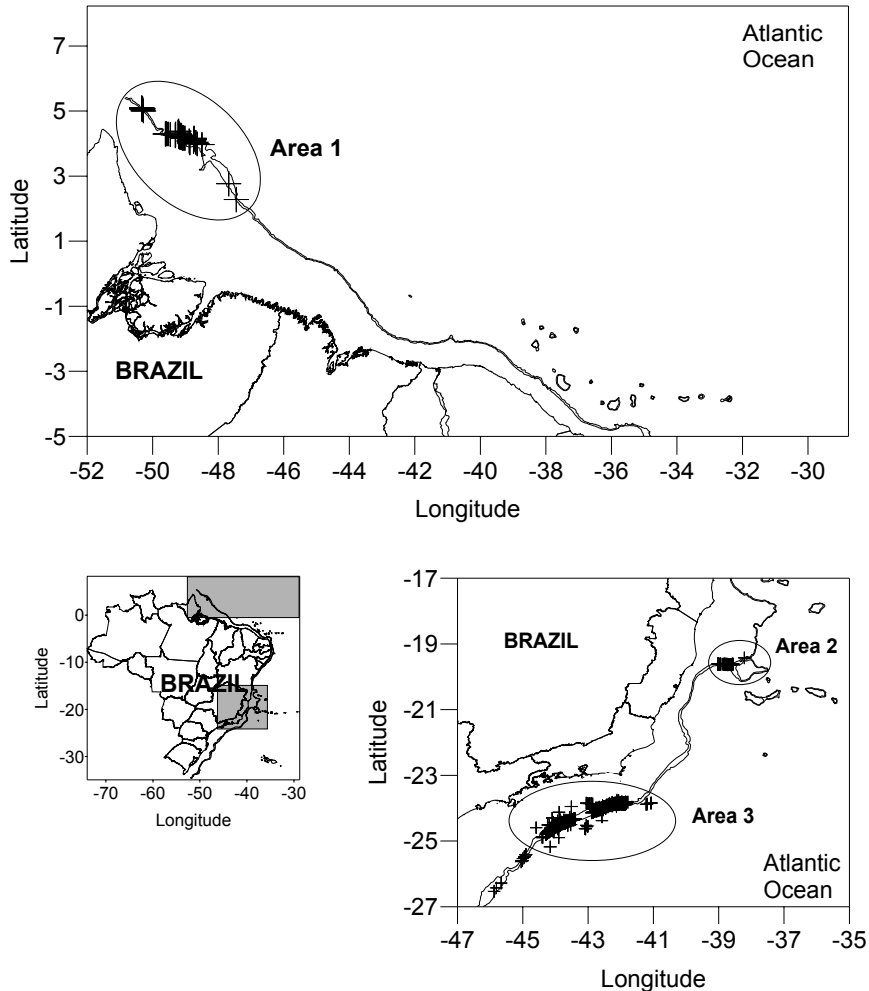 Atlantic
Ocean
7
5
Area 1
3
Latitude
1
-1
BRAZIL
-3
-5
-52 -50 -48 -46 -44 -42 -40 -38 -36 -34 -32 -30
Longitude
0
-10
BRAZIL
Latitude
-20
-30
-70 -60 -50 -40 -30
Longitude
-17
BRAZIL
-19
Area 2
-21
Latitude
-23
Area 3
-25
Atlantic
Ocean
-27
-47 -45 -43 -41 -39 -37 -35
Longitude